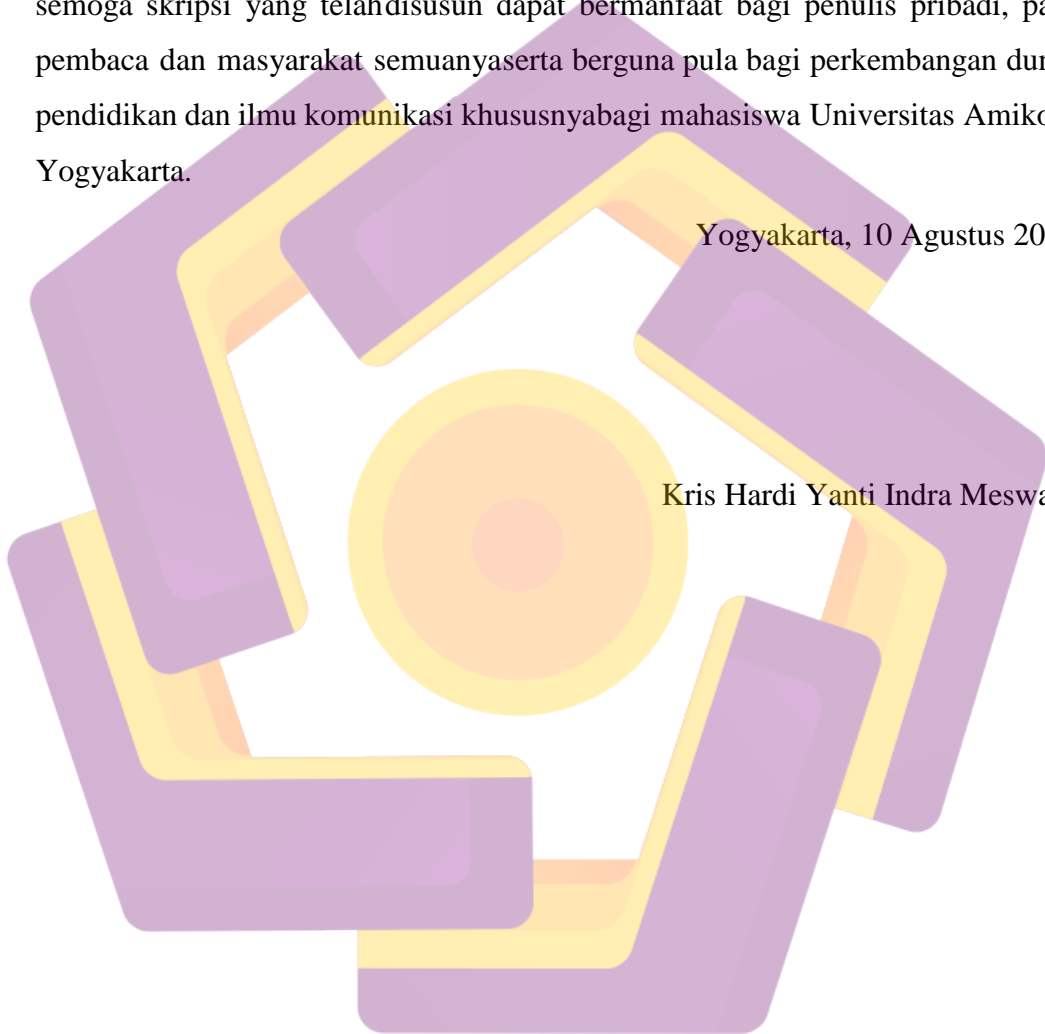 semoga skripsi yang telahdisusun dapat bermanfaat bagi penulis pribadi, pa
pembaca dan masyarakat semuanyaserta berguna pula bagi perkembangan du
pendidikan dan ilmu komunikasi khususnyabagi mahasiswa Universitas Amiko
Yogyakarta.
Yogyakarta, 10 Agustus 20
Kris Hardi Yanti Indra Meswa